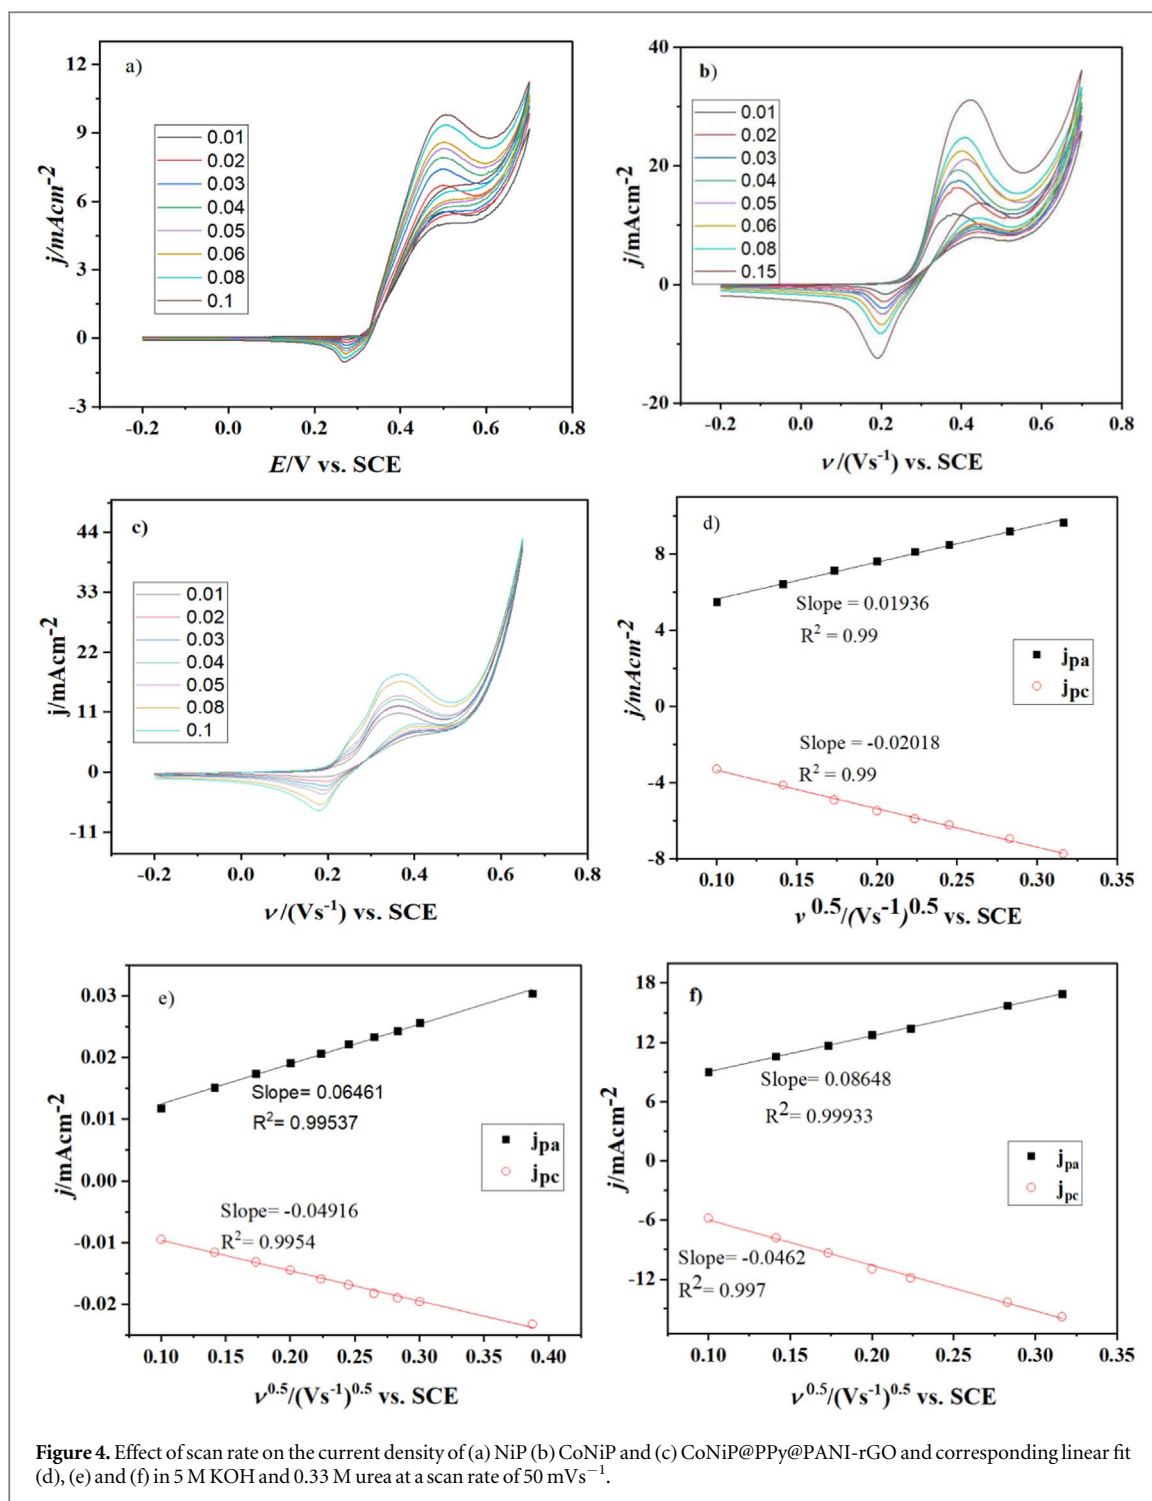 a)
12
9
6
3
0
-3
j/mAcm-2
0.01
0.02
0.03
0.04
0.05
0.06
0.08
0.1
-0.2 0.0 0.2 0.4 0.6 0.8
E/V vs. SCE
b)
40
20
0
-20
j/mAcm-2
0.01
0.02
0.03
0.04
0.05
0.06
0.08
0.15
-0.2 0.0 0.2 0.4 0.6 0.8
ν/(Vs-1) vs. SCE
c)
44
33
22
11
0
-11
j/mAcm-2
0.01
0.02
0.03
0.04
0.05
0.08
0.1
-0.2 0.0 0.2 0.4 0.6 0.8
ν/(Vs-1) vs. SCE
d)
8
4
0
-4
-8
j/mAcm-2
Slope = 0.01936
R2 = 0.99
jpa
jpc
Slope = -0.02018
R2 = 0.99
0.10 0.15 0.20 0.25 0.30 0.35
ν 0.5/(Vs-1)0.5 vs. SCE
e)
0.03
0.02
0.01
0.00
-0.01
-0.02
j/mAcm-2
Slope= 0.06461
R2= 0.99537
jpa
jpc
Slope= -0.04916
R2= 0.9954
0.10 0.15 0.20 0.25 0.30 0.35 0.40
ν0.5/(Vs-1)0.5 vs. SCE
f)
18
12
6
0
-6
-12
j/mAcm-2
Slope= 0.08648
R2= 0.99933
jpa
jpc
Slope= -0.0462
R2= 0.997
0.10 0.15 0.20 0.25 0.30 0.35
ν0.5/(Vs-1)0.5 vs. SCE
Figure 4. Effect of scan rate on the current density of (a) NiP (b) CoNiP and (c) CoNiP@PPy@PANI-rGO and corresponding linear fit
(d), (e) and (f) in 5 M KOH and 0.33 M urea at a scan rate of 50 mVs−1.